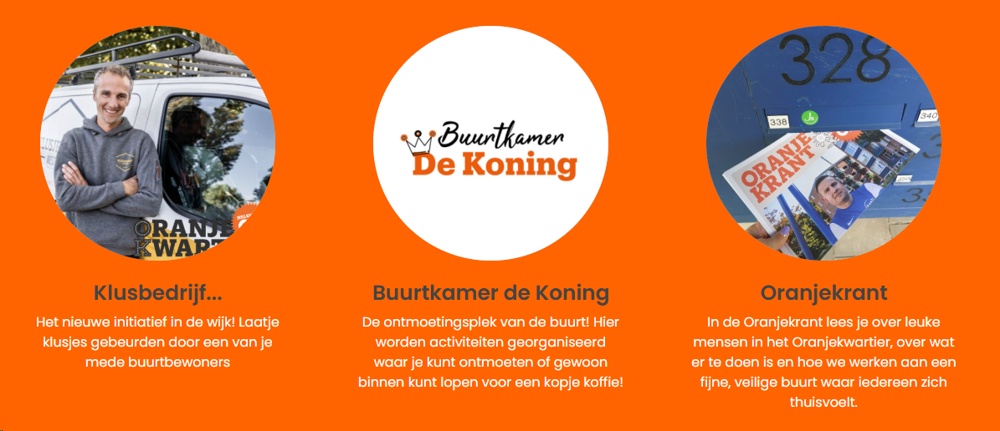 ORANJE
KWART
HELEN
Buurtkamer
De Koning
328
338
Ja
340
ORANJE
KRANT
Klusbedrijf...
Het nieuwe initiatief in de wijk! Laatje
klusjes gebeurden door een van je
mede buurtbewoners
Buurtkamer de Koning
De ontmoetingsplek van de buurt! Hier
worden activiteiten georganiseerd
waar je kunt ontmoeten of gewoon
binnen kunt lopen voor een kopje koffie!
Oranjekrant
In de Oranjekrant lees je over leuke
mensen in het Oranjekwartier, over wat
er te doen is en hoe we werken aan een
fijne, veilige buurt waar iedereen zich
thuisvoelt.